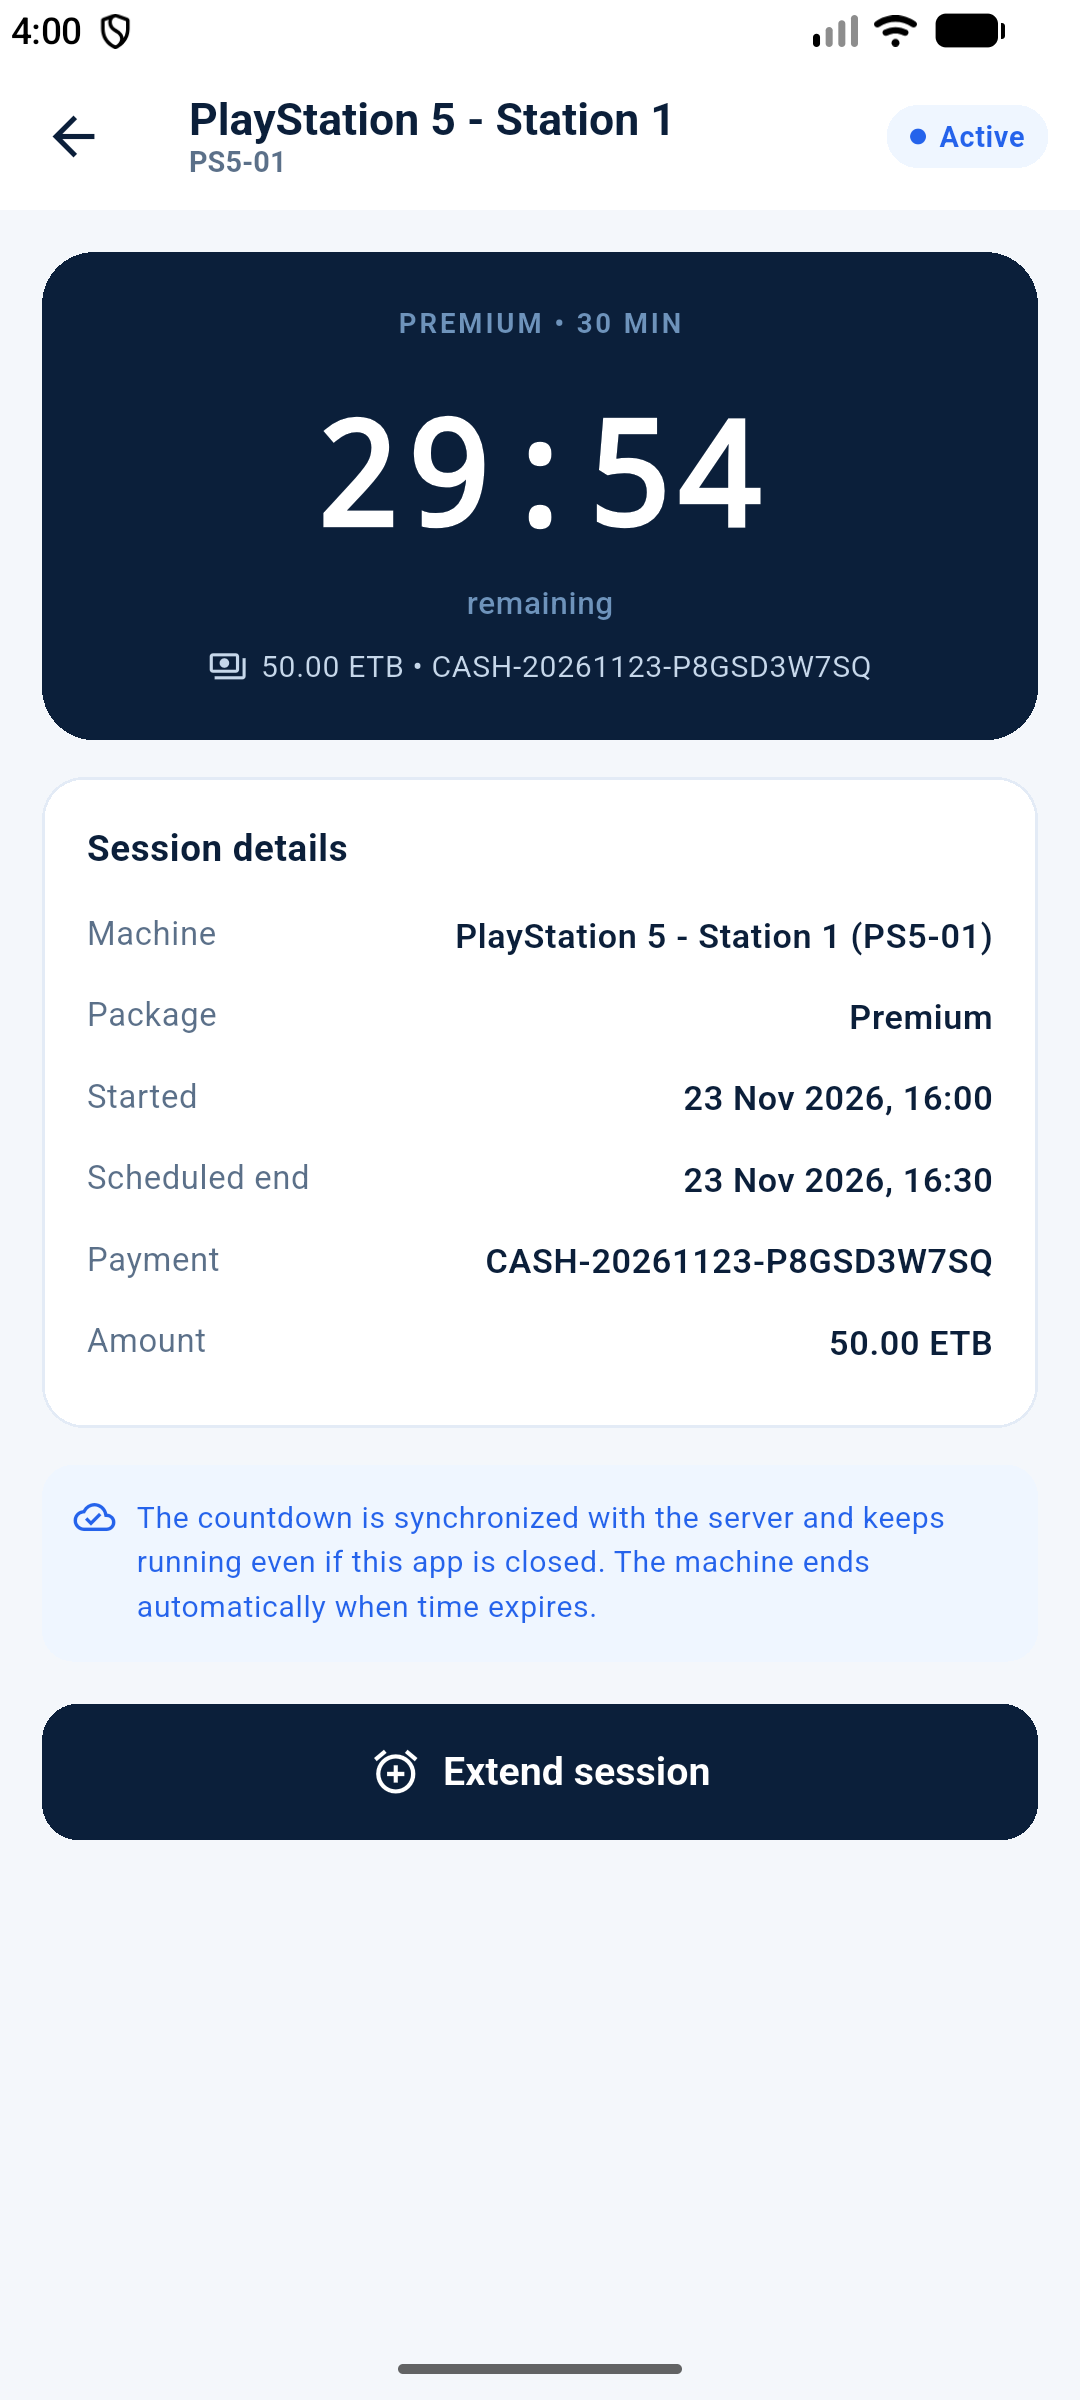 4:00
PlayStation 5 - Station 1
PS5-01
Active
PREMIUM • 30 MIN
29:54
remaining
50.00 ETB • CASH-20261123-P8GSD3W7SQ
Session details
Machine PlayStation 5 - Station 1 (PS5-01)
Package Premium
Started 23 Nov 2026, 16:00
Scheduled end 23 Nov 2026, 16:30
Payment CASH-20261123-P8GSD3W7SQ
Amount 50.00 ETB
The countdown is synchronized with the server and keeps
running even if this app is closed. The machine ends
automatically when time expires.
Extend session